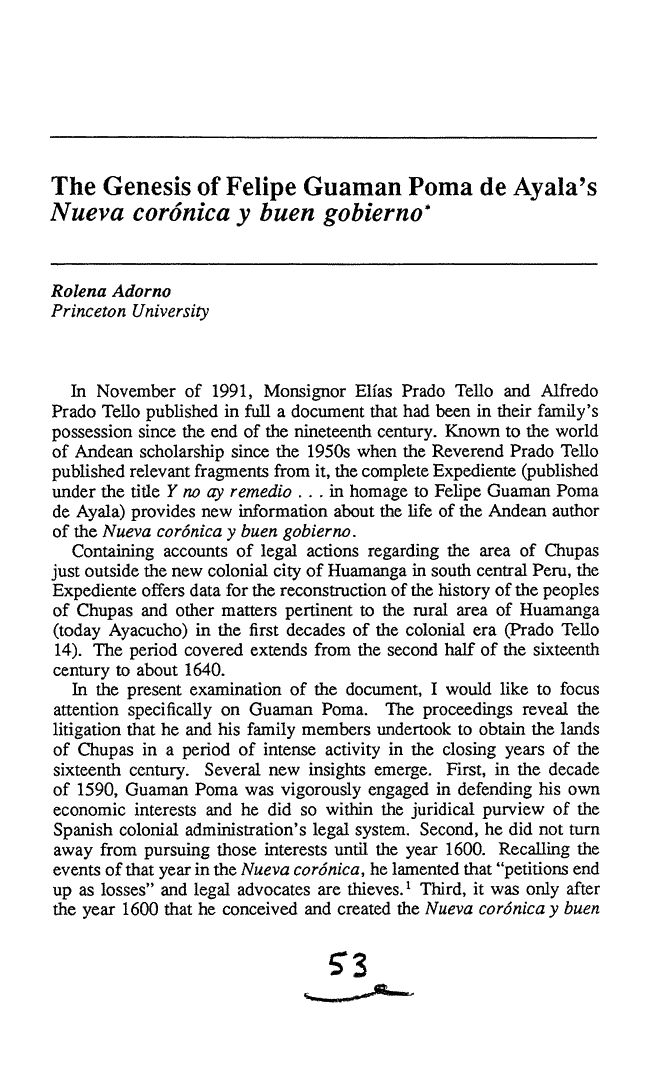 The Genesis of Felipe Guaman Poma de Ayala's
Nueva corónica y buen gobierno*
Rolena Adorno
Princeton University
In November of 1991, Monsignor Elías Prado Tello and Alfredo
Prado Tello published in full a document that had been in their family's
possession since the end of the nineteenth century. Known to the world
of Andean scholarship since the 1950s when the Reverend Prado Tello
published relevant fragments from it, the complete Expediente (published
under the title Y no ay remedio . . . in homage to Felipe Guaman Poma
de Ayala) provides new information about the life of the Andean author
of the Nueva corónica y buen gobierno.
Containing accounts of legal actions regarding the area of Chupas
just outside the new colonial city of Huamanga in south central Peru, the
Expediente offers data for the reconstruction of the history of the peoples
of Chupas and other matters pertinent to the rural area of Huamanga
(today Ayacucho) in the first decades of the colonial era (Prado Tello
14). The period covered extends from the second half of the sixteenth
century to about 1640.
In the present examination of the document, I would like to focus
attention specifically on Guaman Poma. The proceedings reveal the
litigation that he and his family members undertook to obtain the lands
of Chupas in a period of intense activity in the closing years of the
sixteenth century. Several new insights emerge. First, in the decade
of 1590, Guaman Poma was vigorously engaged in defending his own
economic interests and he did so within the juridical purview of the
Spanish colonial administration's legal system. Second, he did not turn
away from pursuing those interests until the year 1600. Recalling the
events of that year in the Nueva corónica, he lamented that “petitions end
up as losses” and legal advocates are thieves.¹ Third, it was only after
the year 1600 that he conceived and created the Nueva corónica y buen
53